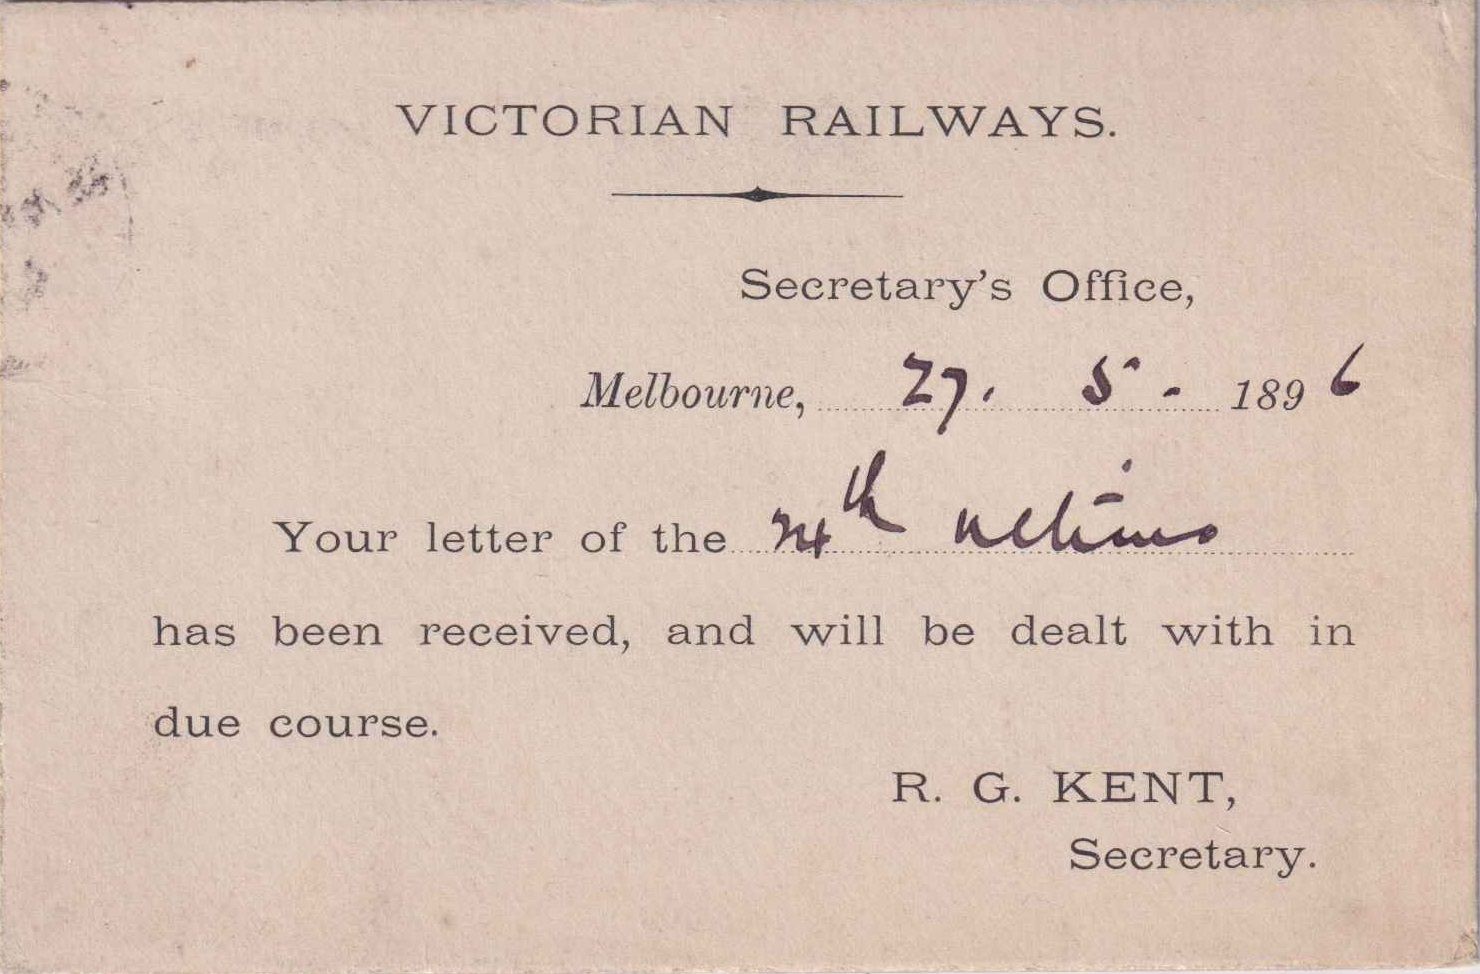 VICTORIAN RAILWAYS.
Secretary's Office,
Melbourne, 27. 5 - 1896
Your letter of the 24th ultimo
has been received, and will be dealt with in
due course.
R. G. KENT,
Secretary.